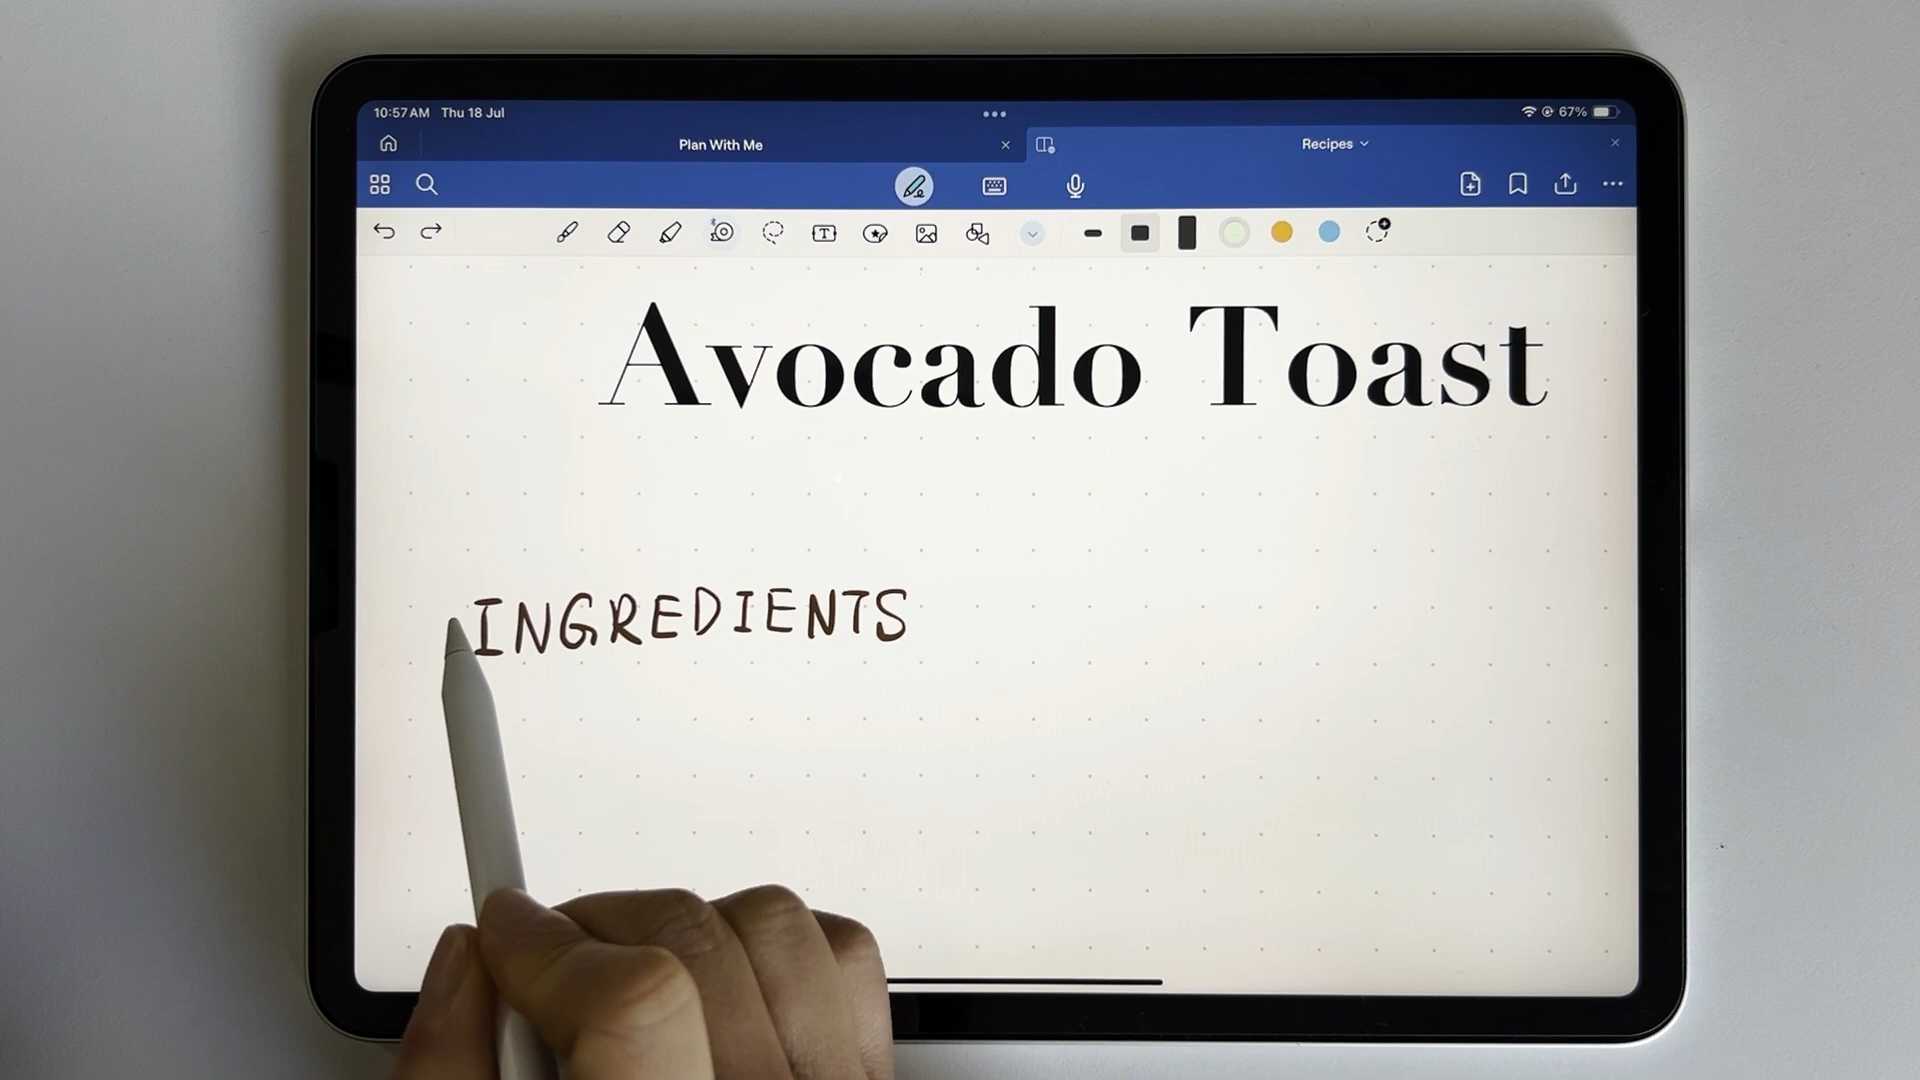 10:57 AM Thu 18 Jul 67%
Plan With Me Recipes
Avocado Toast
INGREDIENTS